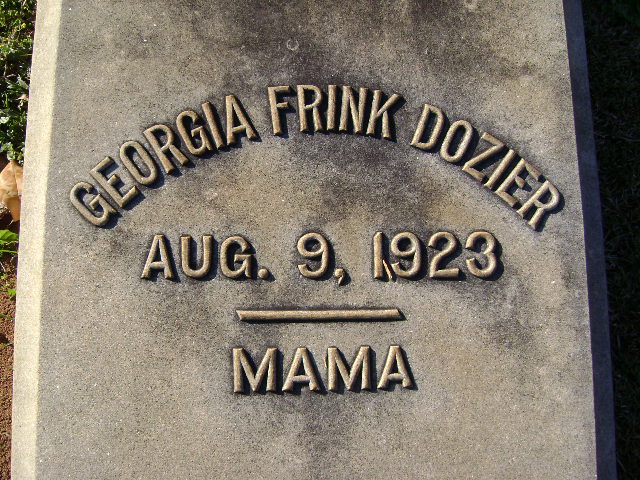 GEORGIA FRINK DOZIER
AUG. 9, 1923
MAMA